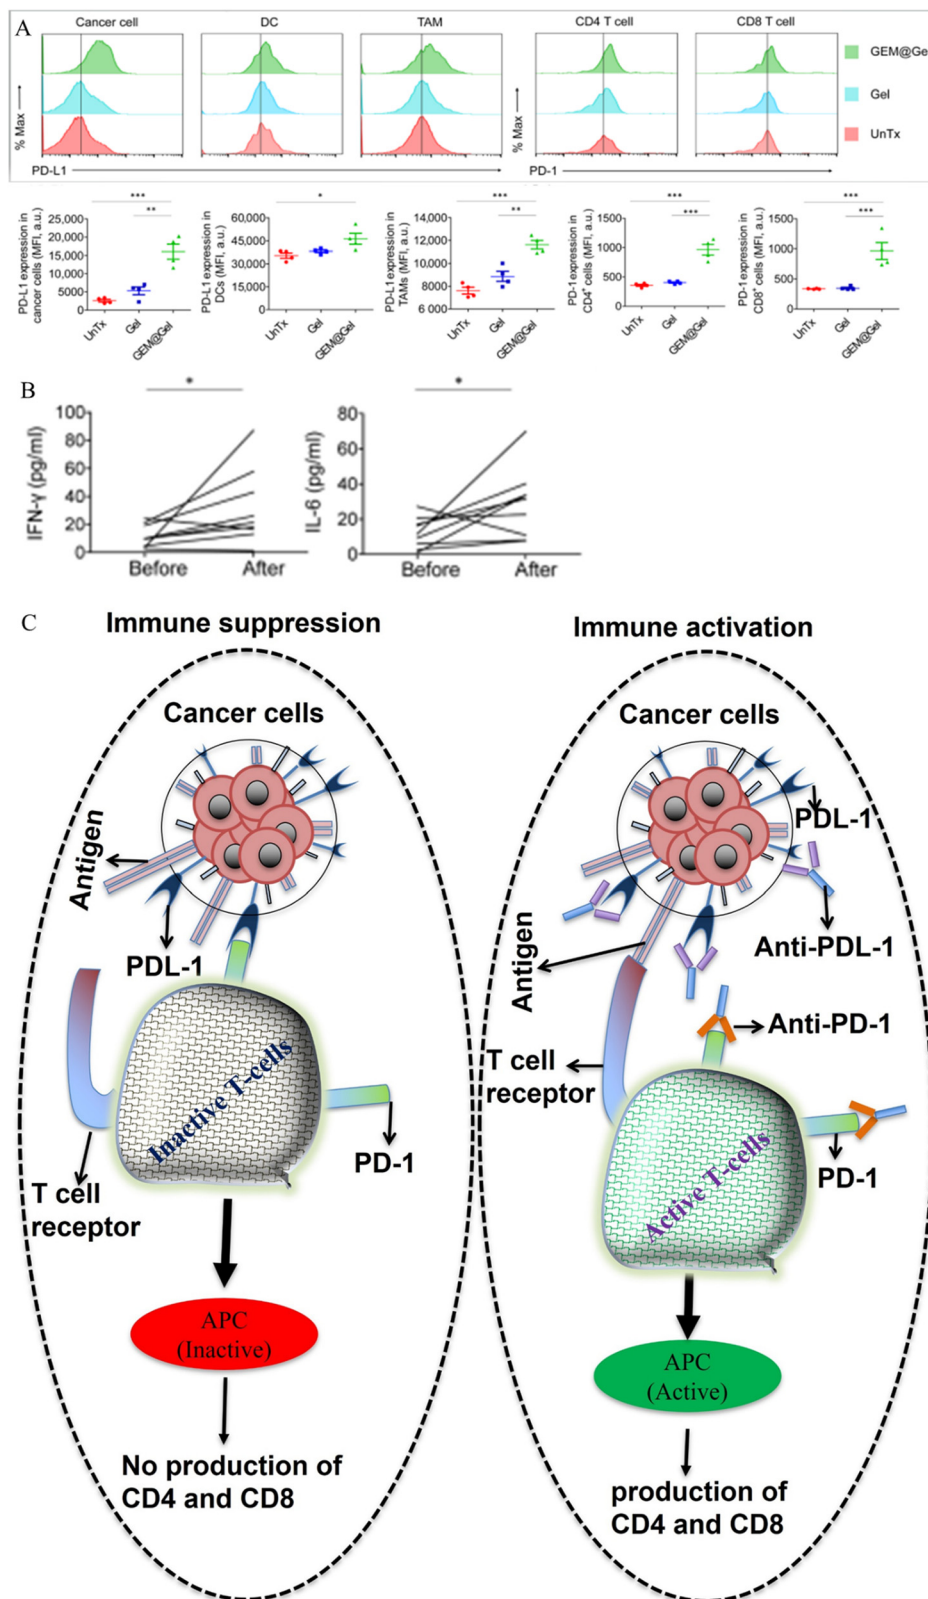 A
Cancer cell
DC
TAM
CD4 T cell
CD8 T cell
GEM@Gel
Gel
UnTx
% Max
% Max
PD-L1
PD-1
***
**
PD-L1 expression in
cancer cells (MFI, a.u.)
25,000
20,000
15,000
10,000
5000
0
UnTx
Gel
GEM@Gel
*
PD-L1 expression in
DCs (MFI, a.u.)
60,000
45,000
30,000
15,000
0
UnTx
Gel
GEM@Gel
***
**
PD-L1 expression in
TAMs (MFI, a.u.)
14,000
12,000
10,000
8000
6 000
UnTx
Gel
GEM@Gel
***
***
PD-1 expression in
CD4+ cells (MFI, a.u.)
1500
1000
500
0
UnTx
Gel
GEM@Gel
***
***
PD-1 expression in
CD8+ cells (MFI, a.u.)
1500
1000
500
0
UnTx
Gel
GEM@Gel
B
*
IFN-γ (pg/ml)
100
80
60
40
20
0
Before
After
*
IL-6 (pg/ml)
80
60
40
20
0
Before
After
C
Immune suppression
Cancer cells
Antigen
PDL-1
Inactive T-cells
PD-1
T cell
receptor
APC
(Inactive)
No production of
CD4 and CD8
Immune activation
Cancer cells
PDL-1
Anti-PDL-1
Antigen
Anti-PD-1
T cell
receptor
Active T-cells
PD-1
APC
(Active)
production of
CD4 and CD8